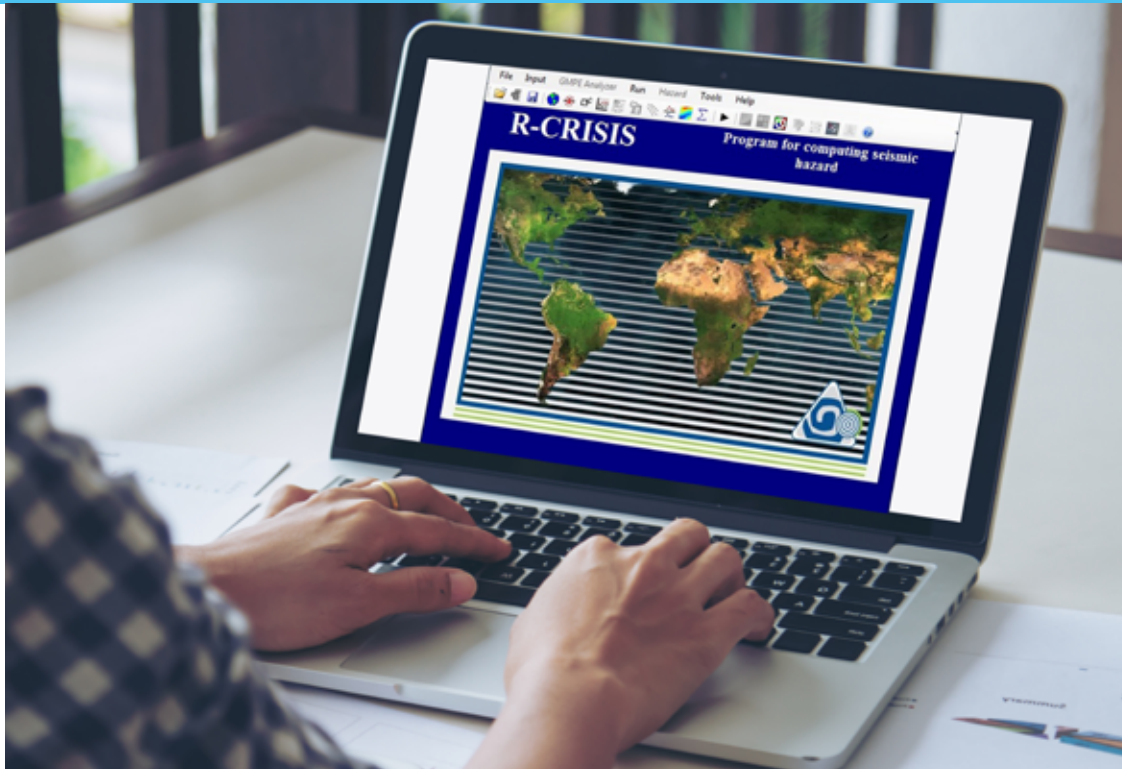 File Input GMPE Analyzer Run Hazard Tools Help
R-CRISIS
Program for computing seismic
hazard